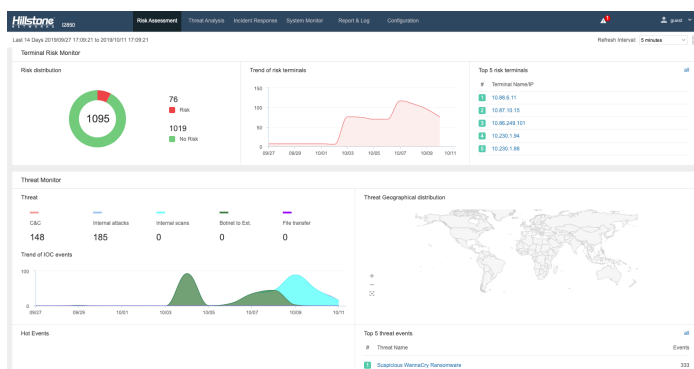 Hillstone
NETWORKS
I2850
Risk Assessment Threat Analysis Incident Response System Monitor Report & Log Configuration
1
guest
Last 14 Days 2019/09/27 17:09:21 to 2019/10/11 17:09:21
Refresh Interval: 5 minutes
Terminal Risk Monitor
Risk distribution
1095
76
Risk
1019
No Risk
Trend of risk terminals
150
100
50
0
09/27 09/29 10/01 10/03 10/05 10/07 10/09 10/11
Top 5 risk terminals all
# Terminal Name/IP
1 10.88.6.11
2 10.87.10.15
3 10.86.249.101
4 10.230.1.94
5 10.230.1.88
Threat Monitor
Threat
C&C Internal attacks Internal scans Botnet to Ext. File transfer
148 185 0 0 0
Trend of IOC events
100
0
09/27 09/29 10/01 10/03 10/05 10/07 10/09 10/11
Threat Geographical distribution
+
−
Hot Events
Top 5 threat events all
# Threat Name Events
1 Suspicious WannaCry Ransomware 333